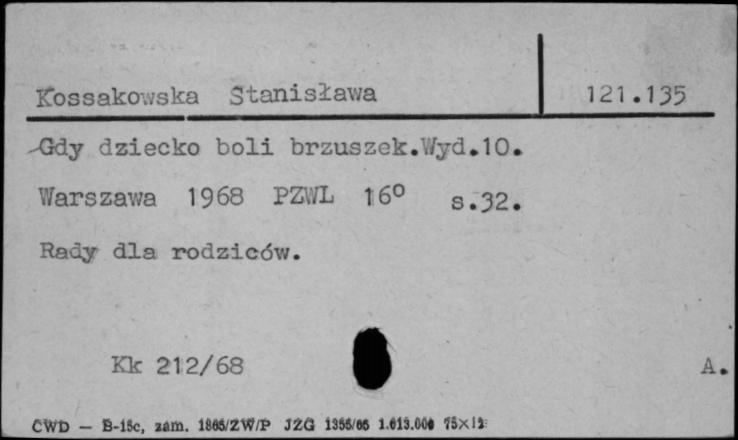 Kossakowska Stanisława 121.135
Gdy dziecko boli brzuszek.Wyd.10.
Warszawa 1968 PZWL 16° s.32.
Rady dla rodziców.
Kk 212/68 A.
CWD — B-15c, zam. 1865/ZW/P JZG 1355/65 1.613.000 75×12